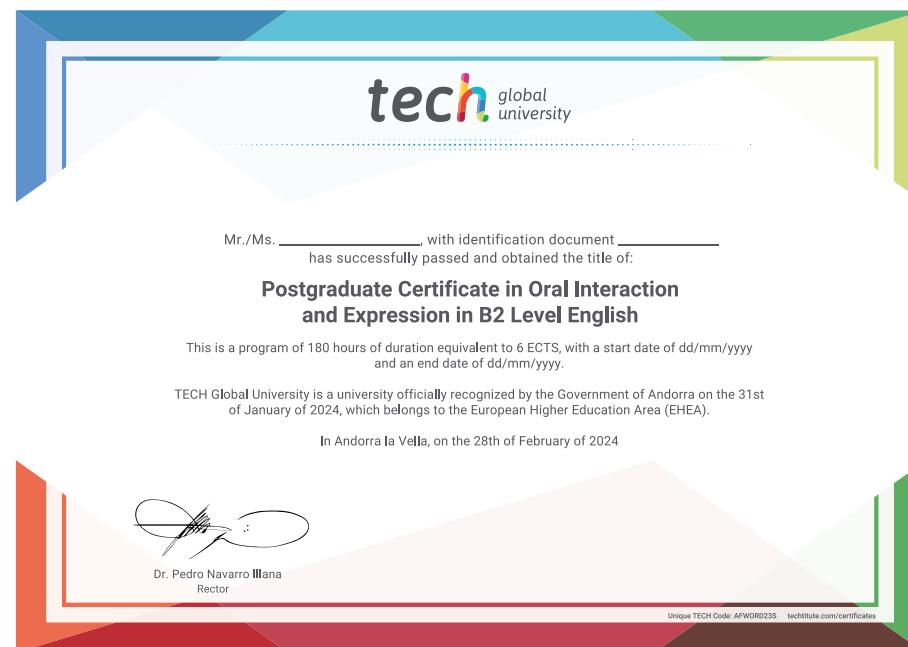 tech global university
Mr./Ms. ____________________, with identification document ______________
has successfully passed and obtained the title of:
Postgraduate Certificate in Oral Interaction
and Expression in B2 Level English
This is a program of 180 hours of duration equivalent to 6 ECTS, with a start date of dd/mm/yyyy
and an end date of dd/mm/yyyy.
TECH Global University is a university officially recognized by the Government of Andorra on the 31st
of January of 2024, which belongs to the European Higher Education Area (EHEA).
In Andorra la Vella, on the 28th of February of 2024
Dr. Pedro Navarro Illana
Rector
Unique TECH Code: AFWORD23S techtitute.com/certificates